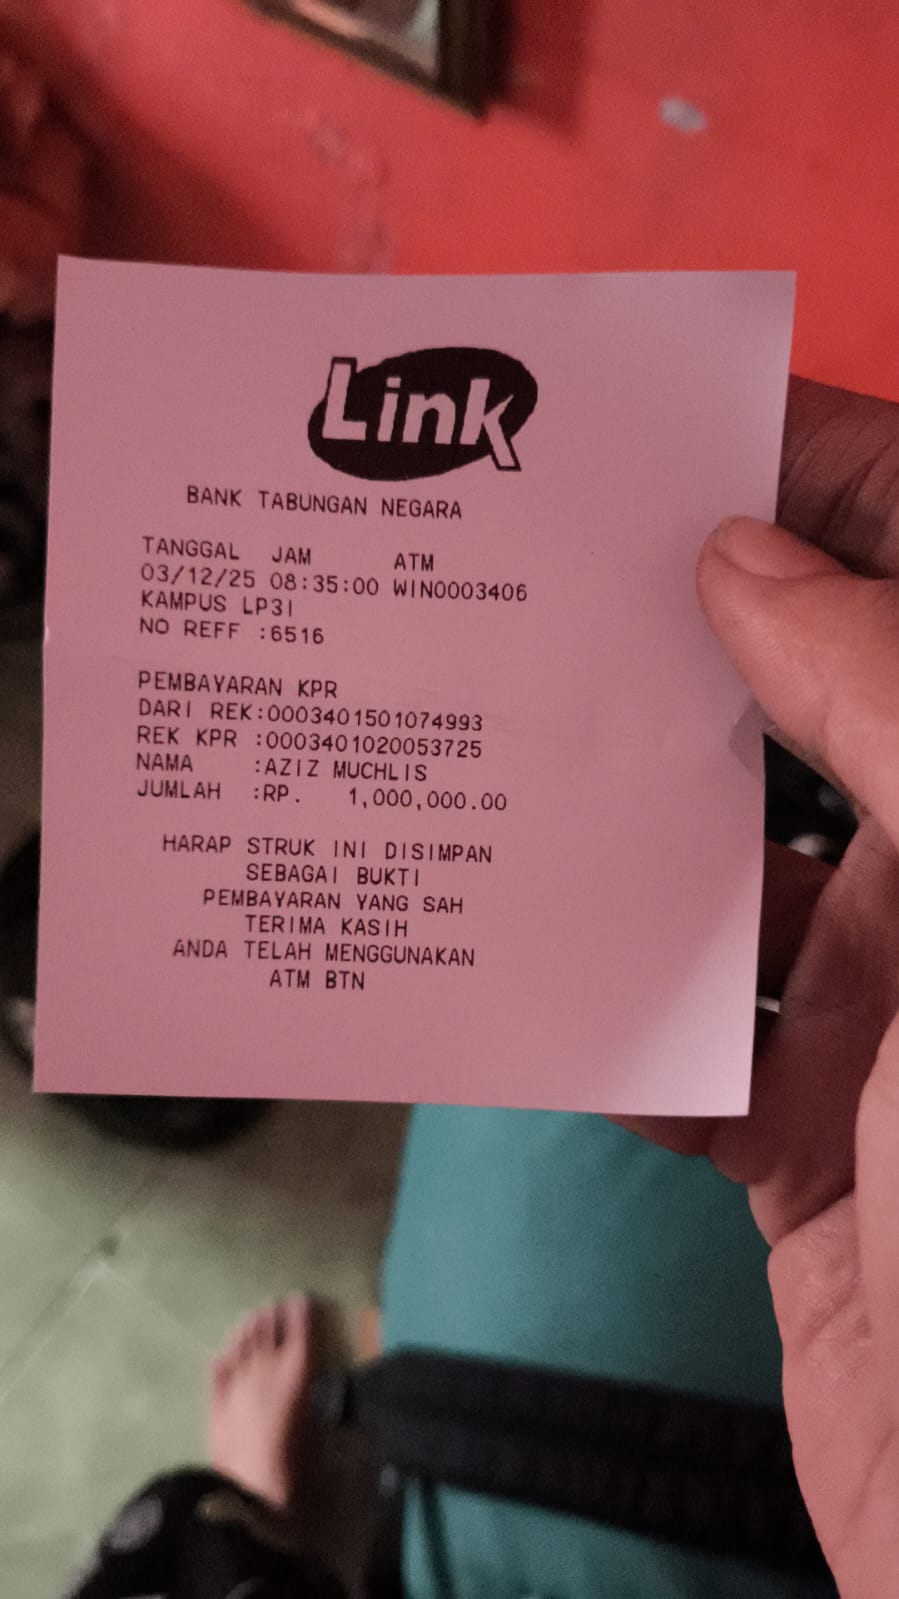 Link
BANK TABUNGAN NEGARA
TANGGAL JAM ATM
03/12/25 08:35:00 WIN0003406
KAMPUS LP3I
NO REFF :6516
PEMBAYARAN KPR
DARI REK:0003401501074993
REK KPR :0003401020053725
NAMA :AZIZ MUCHLIS
JUMLAH :RP. 1,000,000.00
HARAP STRUK INI DISIMPAN
SEBAGAI BUKTI
PEMBAYARAN YANG SAH
TERIMA KASIH
ANDA TELAH MENGGUNAKAN
ATM BTN